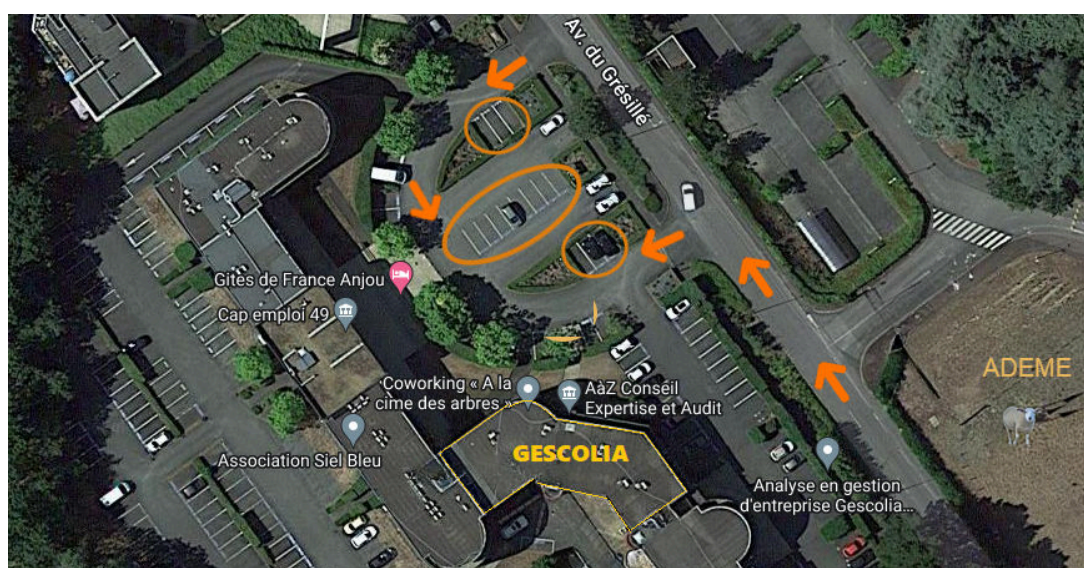 Av. du Grésillé
Gîtes de France Anjou
Cap emploi 49
ADEME
Coworking « A la
cime des arbres »
AàZ Conseil
Expertise et Audit
GESCOLIA
Association Siel Bleu
Analyse en gestion
d'entreprise Gescolia...